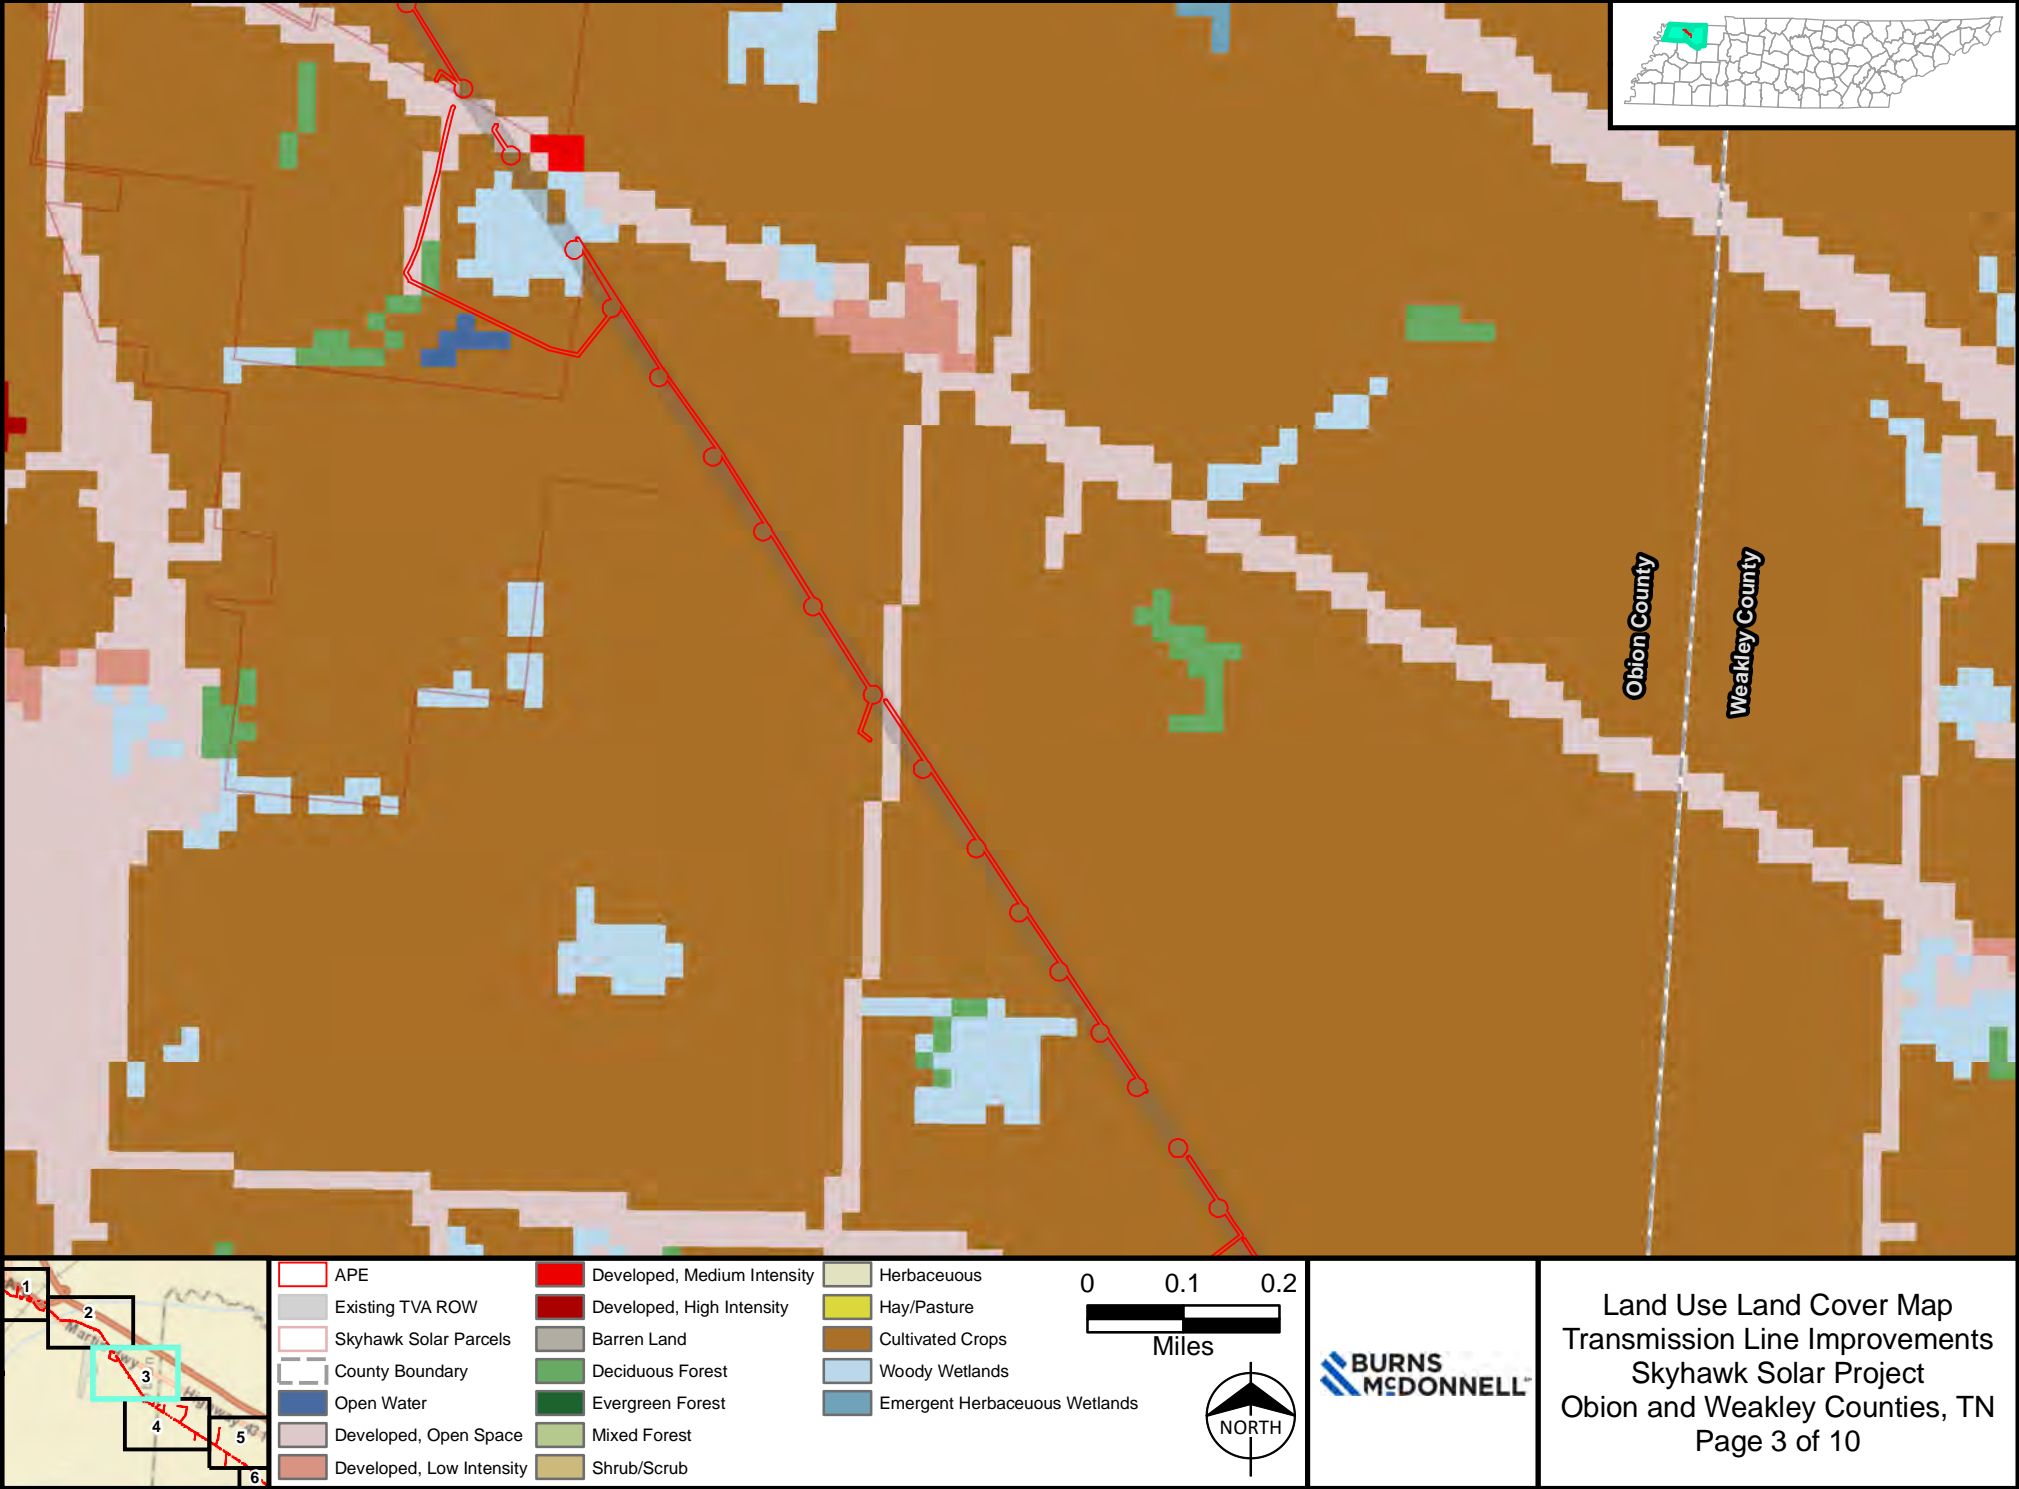 Obion County
Weakley County
1
2
3
4
5
6
APE
Existing TVA ROW
Skyhawk Solar Parcels
County Boundary
Open Water
Developed, Open Space
Developed, Low Intensity
Developed, Medium Intensity
Developed, High Intensity
Barren Land
Deciduous Forest
Evergreen Forest
Mixed Forest
Shrub/Scrub
Herbaceuous
Hay/Pasture
Cultivated Crops
Woody Wetlands
Emergent Herbaceuous Wetlands
0 0.1 0.2
Miles
NORTH
BURNS
McDONNELL
Land Use Land Cover Map
Transmission Line Improvements
Skyhawk Solar Project
Obion and Weakley Counties, TN
Page 3 of 10